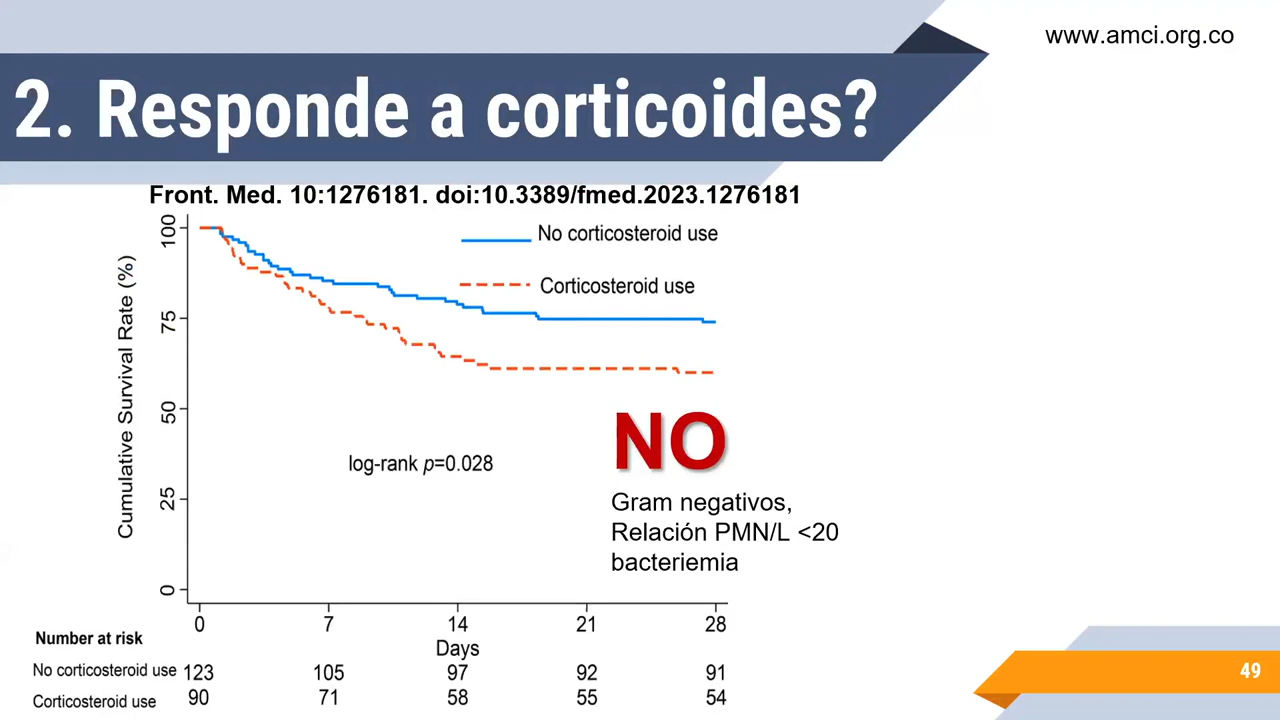 www.amci.org.co
2. Responde a corticoides?
Front. Med. 10:1276181. doi:10.3389/fmed.2023.1276181
No corticosteroid use
Corticosteroid use
Cumulative Survival Rate (%)
100
75
50
25
0
log-rank p=0.028
NO
Gram negativos,
Relación PMN/L <20
bacteriemia
0 7 14 21 28
Days
Number at risk
No corticosteroid use 123 105 97 92 91
Corticosteroid use 90 71 58 55 54
49